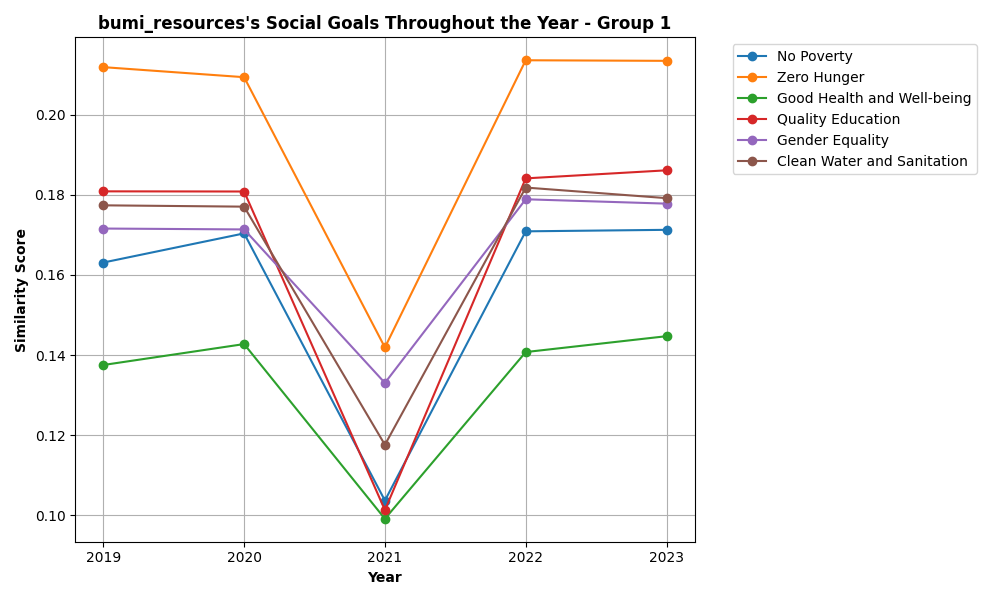 bumi_resources's Social Goals Throughout the Year - Group 1
No Poverty
Zero Hunger
Good Health and Well-being
Quality Education
Gender Equality
Clean Water and Sanitation
Similarity Score
0.20
0.18
0.16
0.14
0.12
0.10
2019 2020 2021 2022 2023
Year